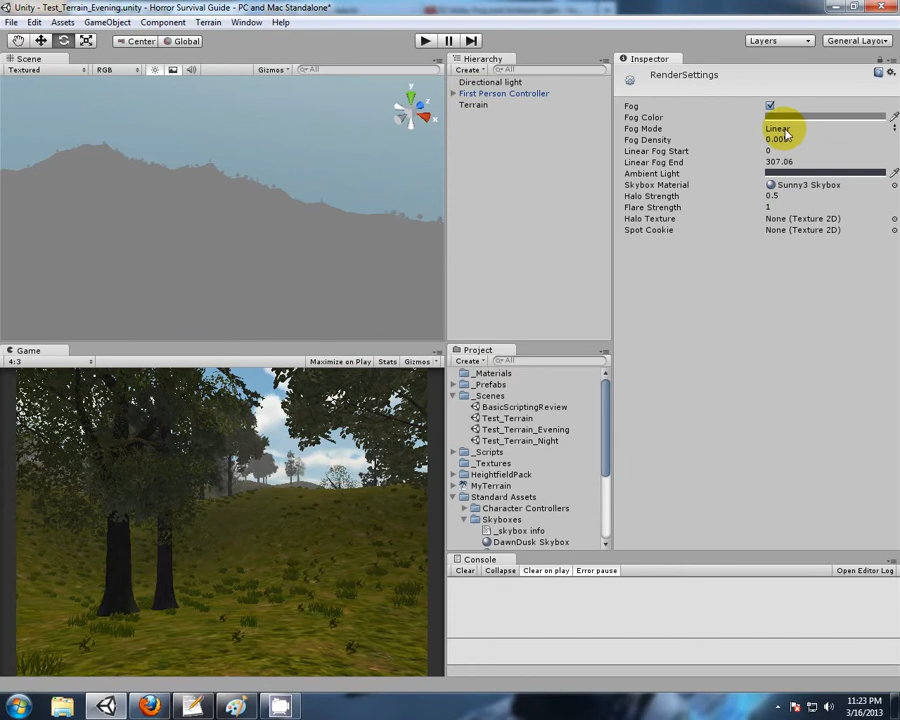 Unity - Test_Terrain_Evening.unity - Horror Survival Guide - PC and Mac Standalone*
File Edit Assets GameObject Component Terrain Window Help
Center Global Layers General Layou
Scene
Textured RGB Gizmos All
y
z
x
Hierarchy
Create All
Directional light
First Person Controller
Terrain
Inspector
RenderSettings
Fog
Fog Color
Fog Mode Linear
Fog Density
Linear Fog Start 0
Linear Fog End 307.06
Ambient Light
Skybox Material Sunny3 Skybox
Halo Strength 0.5
Flare Strength 1
Halo Texture None (Texture 2D)
Spot Cookie None (Texture 2D)
Game
4:3 Maximize on Play Stats Gizmos
Project
Create All
_Materials
_Prefabs
_Scenes
BasicScriptingReview
Test_Terrain
Test_Terrain_Evening
Test_Terrain_Night
_Scripts
_Textures
HeightfieldPack
MyTerrain
Standard Assets
Character Controllers
Skyboxes
_skybox info
DawnDusk Skybox
Console
Clear Collapse Clear on play Error pause Open Editor Log
11:23 PM
3/16/2013